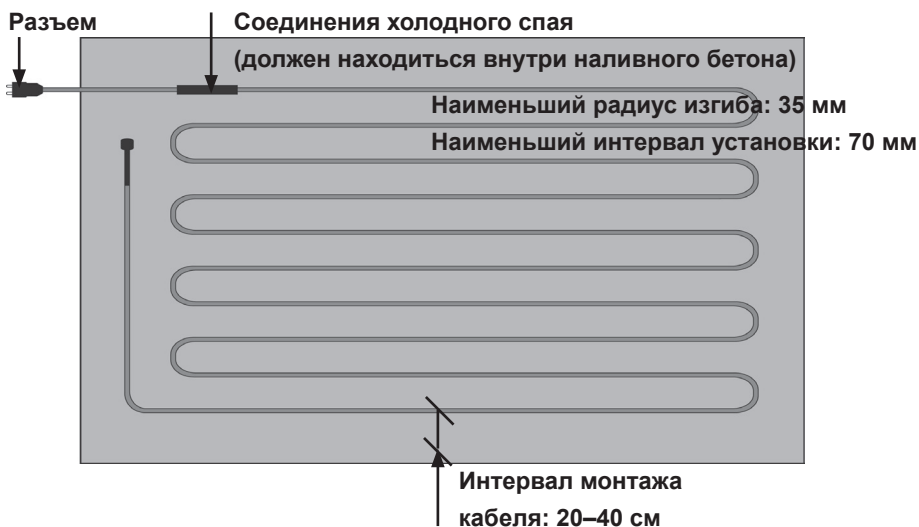 Разъем
Соединения холодного спая
(должен находиться внутри наливного бетона)
Наименьший радиус изгиба: 35 мм
Наименьший интервал установки: 70 мм
Интервал монтажа
кабеля: 20–40 см